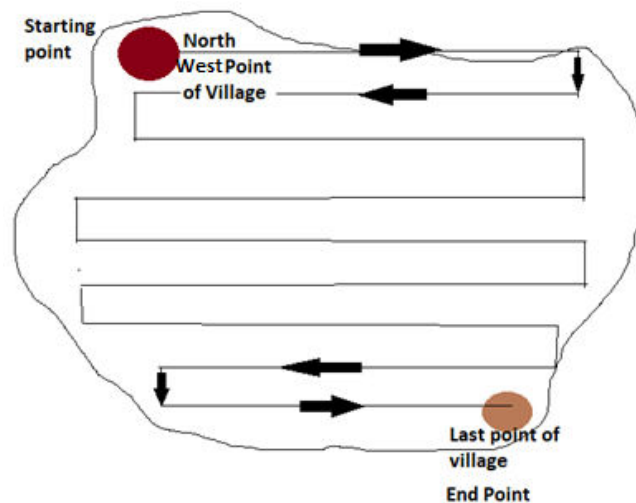 Starting
point
North
West Point
of Village
Last point of
village
End Point